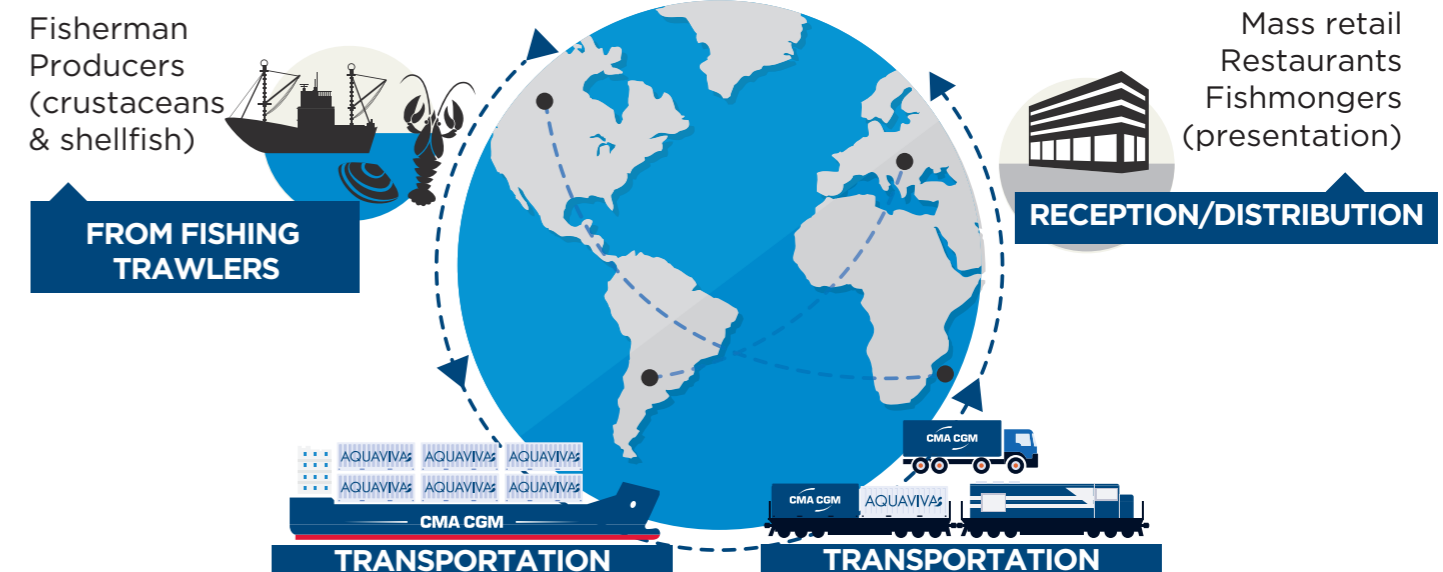 Fisherman
Producers
(crustaceans
& shellfish)
FROM FISHING
TRAWLERS
Mass retail
Restaurants
Fishmongers
(presentation)
RECEPTION/DISTRIBUTION
AQUAVIVA AQUAVIVA AQUAVIVA
AQUAVIVA AQUAVIVA AQUAVIVA
CMA CGM
TRANSPORTATION
CMA CGM
CMA CGM AQUAVIVA
TRANSPORTATION